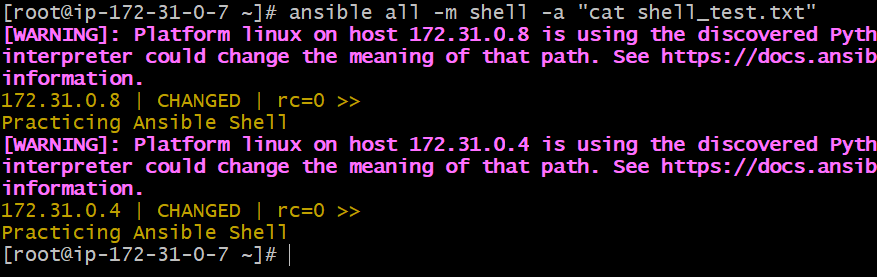 [root@ip-172-31-0-7 ~]# ansible all -m shell -a "cat shell_test.txt"
[WARNING]: Platform linux on host 172.31.0.8 is using the discovered Pyth
interpreter could change the meaning of that path. See https://docs.ansib
information.
172.31.0.8 | CHANGED | rc=0 >>
Practicing Ansible Shell
[WARNING]: Platform linux on host 172.31.0.4 is using the discovered Pyth
interpreter could change the meaning of that path. See https://docs.ansib
information.
172.31.0.4 | CHANGED | rc=0 >>
Practicing Ansible Shell
[root@ip-172-31-0-7 ~]#